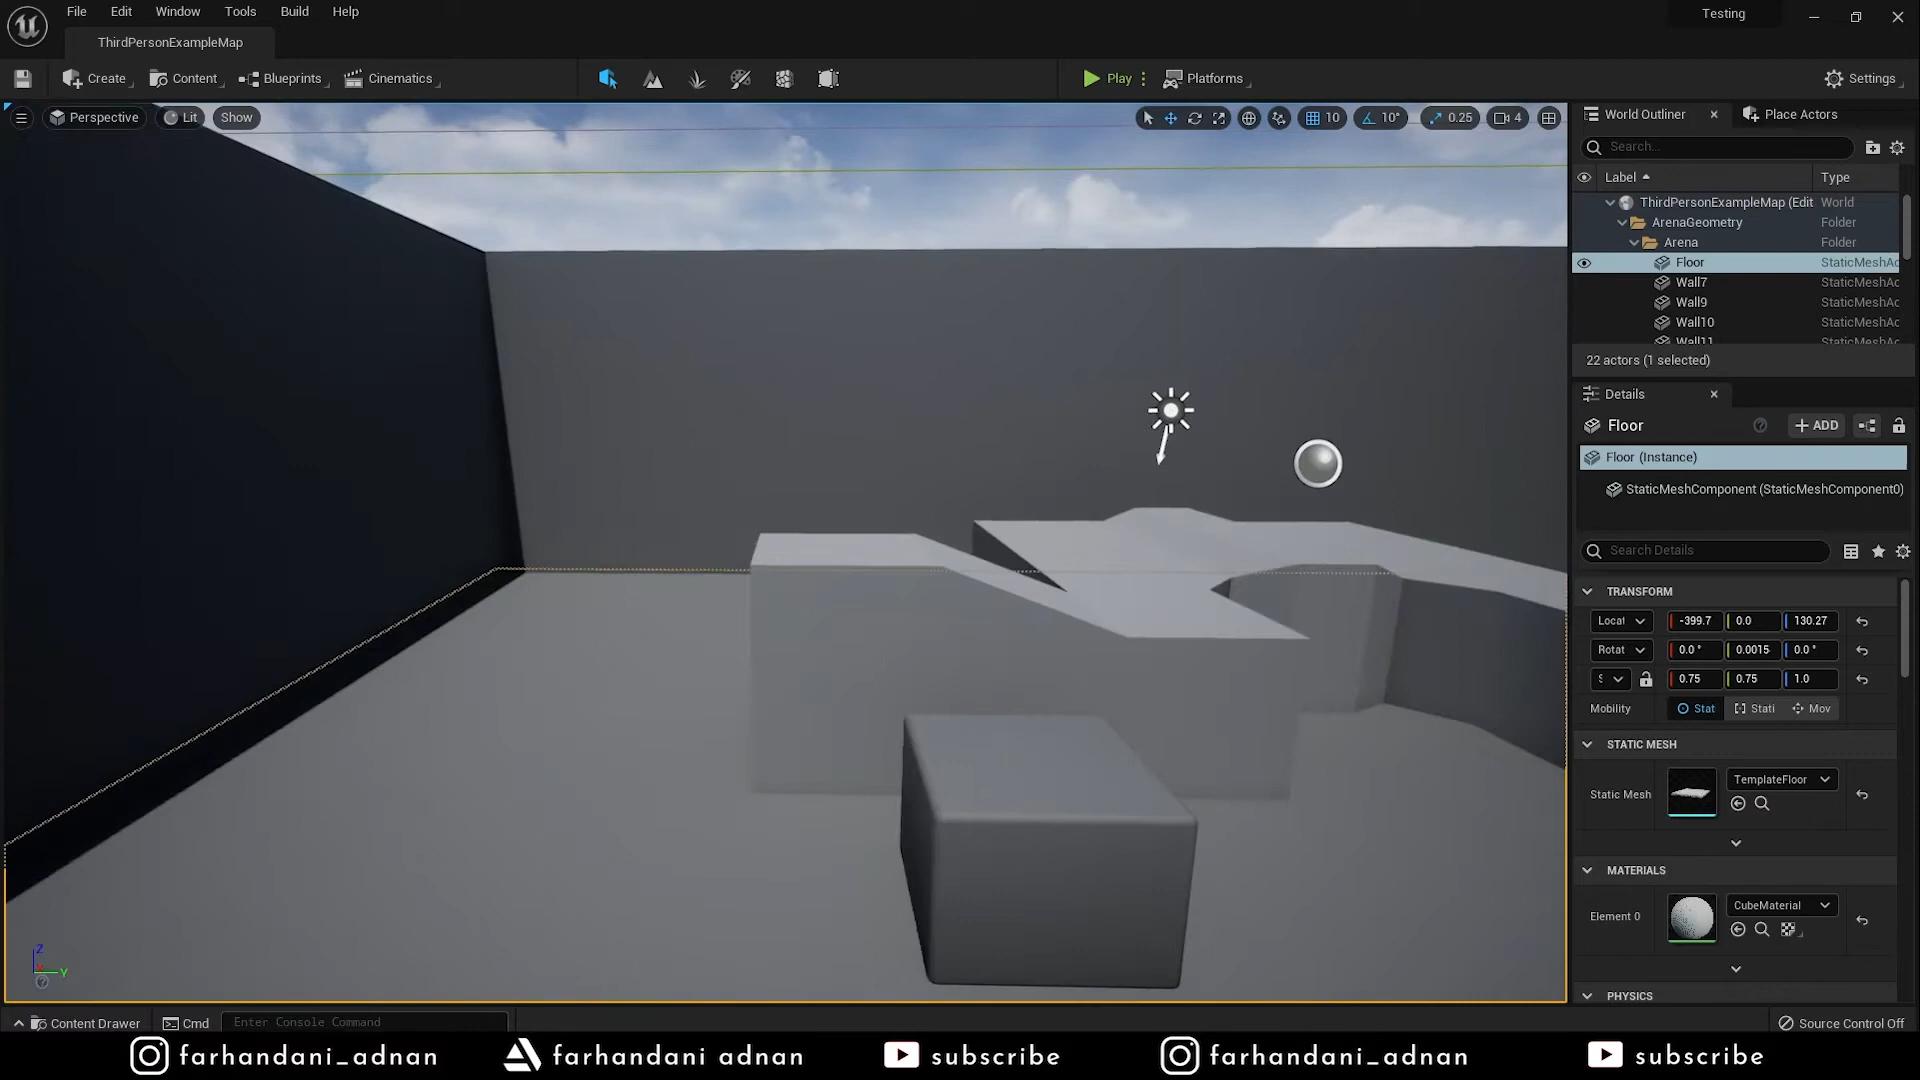 File Edit Window Tools Build Help
Testing
ThirdPersonExampleMap
Create Content Blueprints Cinematics Play Platforms Settings
Perspective Lit Show 10 10° 0.25 4
World Outliner Place Actors
Search...
Label Type
ThirdPersonExampleMap (Edit World
ArenaGeometry Folder
Arena Folder
Floor StaticMeshAc
Wall7 StaticMeshAc
Wall9 StaticMeshAc
Wall10 StaticMeshAc
Wall11 StaticMeshAc
22 actors (1 selected)
Details
Floor + ADD
Floor (Instance)
StaticMeshComponent (StaticMeshComponent0)
Search Details
TRANSFORM
Locat -399.7 0.0 130.27
Rotat 0.0 ° 0.0015 0.0 °
S 0.75 0.75 1.0
Mobility Stat Stati Mov
STATIC MESH
Static Mesh TemplateFloor
MATERIALS
Element 0 CubeMaterial
PHYSICS
Z
Y
Content Drawer Cmd Enter Console Command Source Control Off
farhandani_adnan farhandani adnan subscribe farhandani_adnan subscribe